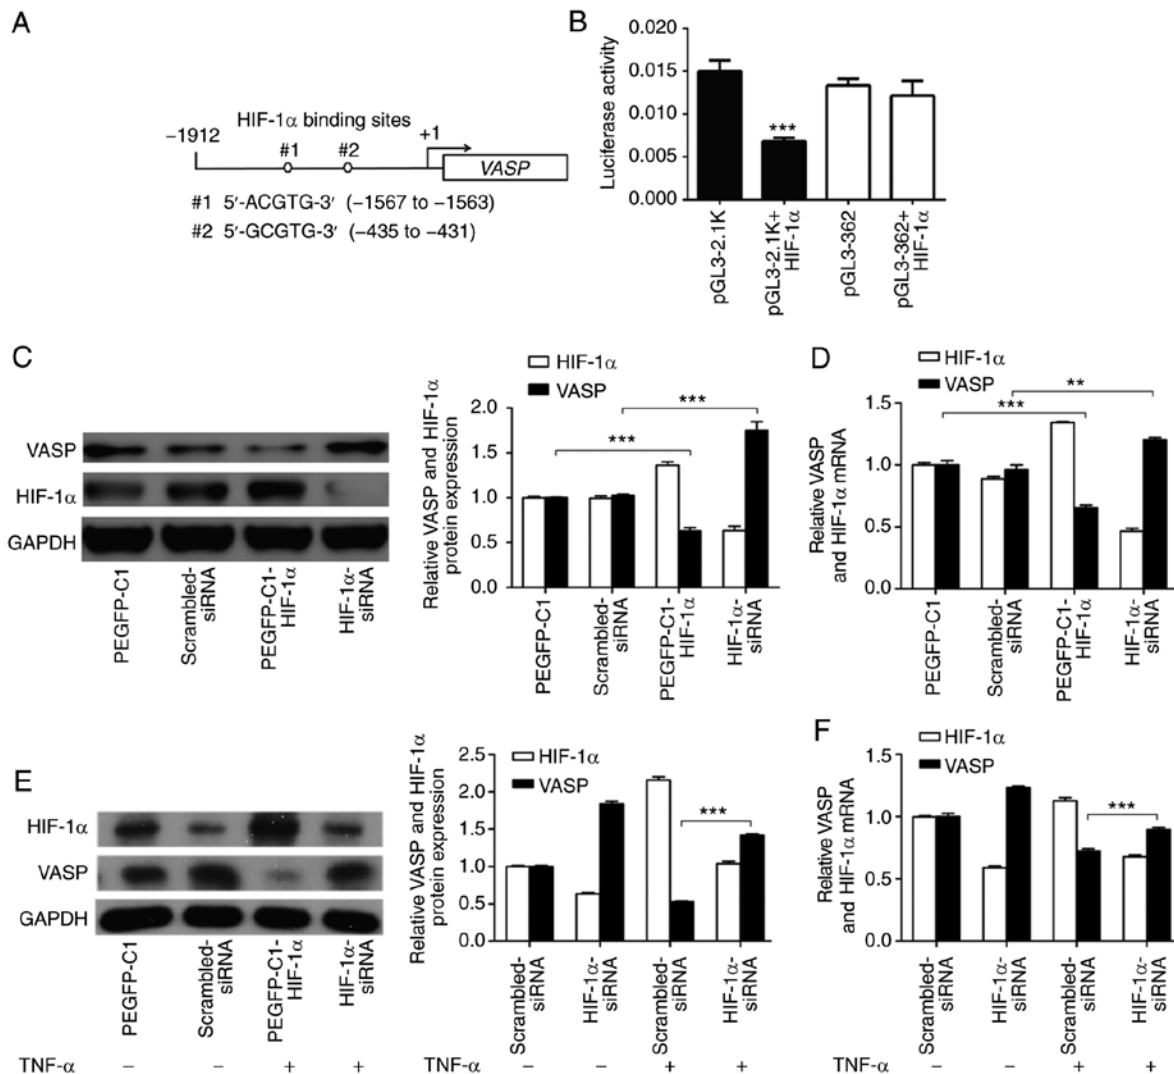 A
HIF-1α binding sites
−1912
+1
#1
#2
VASP
#1 5′-ACGTG-3′ (−1567 to −1563)
#2 5′-GCGTG-3′ (−435 to −431)
B
Luciferase activity
0.020
0.015
0.010
0.005
0.000
***
pGL3-2.1K
pGL3-2.1K+
HIF-1α
pGL3-362
pGL3-362+
HIF-1α
C
VASP
HIF-1α
GAPDH
PEGFP-C1
Scrambled-
siRNA
PEGFP-C1-
HIF-1α
HIF-1α-
siRNA
HIF-1α
VASP
Relative VASP and HIF-1α
protein expression
2.0
1.5
1.0
0.5
0.0
***
***
PEGFP-C1
Scrambled-
siRNA
PEGFP-C1-
HIF-1α
HIF-1α-
siRNA
D
HIF-1α
VASP
Relative VASP
and HIF-1α mRNA
1.5
1.0
0.5
0.0
**
***
PEGFP-C1
Scrambled-
siRNA
PEGFP-C1-
HIF-1α
HIF-1α-
siRNA
E
HIF-1α
VASP
GAPDH
PEGFP-C1
Scrambled-
siRNA
PEGFP-C1-
HIF-1α
HIF-1α-
siRNA
TNF-α − − + +
HIF-1α
VASP
Relative VASP and HIF-1α
protein expression
2.5
2.0
1.5
1.0
0.5
0.0
***
Scrambled-
siRNA
HIF-1α-
siRNA
Scrambled-
siRNA
HIF-1α-
siRNA
TNF-α − − + +
F
HIF-1α
VASP
Relative VASP
and HIF-1α mRNA
1.5
1.0
0.5
0.0
***
Scrambled-
siRNA
HIF-1α-
siRNA
Scrambled-
siRNA
HIF-1α-
siRNA
TNF-α − − + +